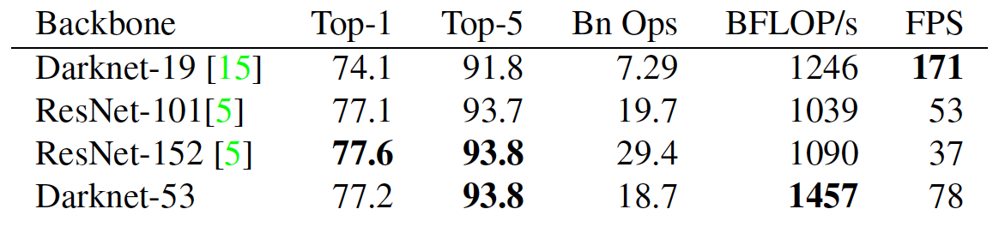 Backbone Top-1 Top-5 Bn Ops BFLOP/s FPS
Darknet-19 [15] 74.1 91.8 7.29 1246 171
ResNet-101[5] 77.1 93.7 19.7 1039 53
ResNet-152 [5] 77.6 93.8 29.4 1090 37
Darknet-53 77.2 93.8 18.7 1457 78